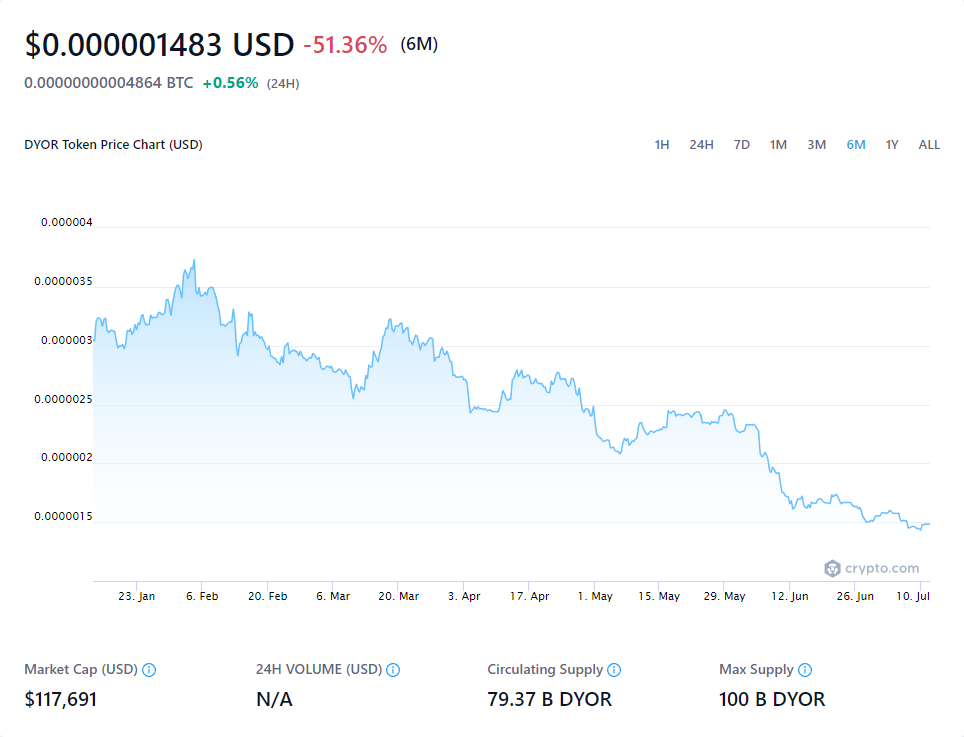 $0.000001483 USD -51.36% (6M)
0.00000000004864 BTC +0.56% (24H)
DYOR Token Price Chart (USD) 1H 24H 7D 1M 3M 6M 1Y ALL
0.000004
0.0000035
0.000003
0.0000025
0.000002
0.0000015
crypto.com
23. Jan 6. Feb 20. Feb 6. Mar 20. Mar 3. Apr 17. Apr 1. May 15. May 29. May 12. Jun 26. Jun 10. Jul
Market Cap (USD) 24H VOLUME (USD) Circulating Supply Max Supply
$117,691 N/A 79.37 B DYOR 100 B DYOR